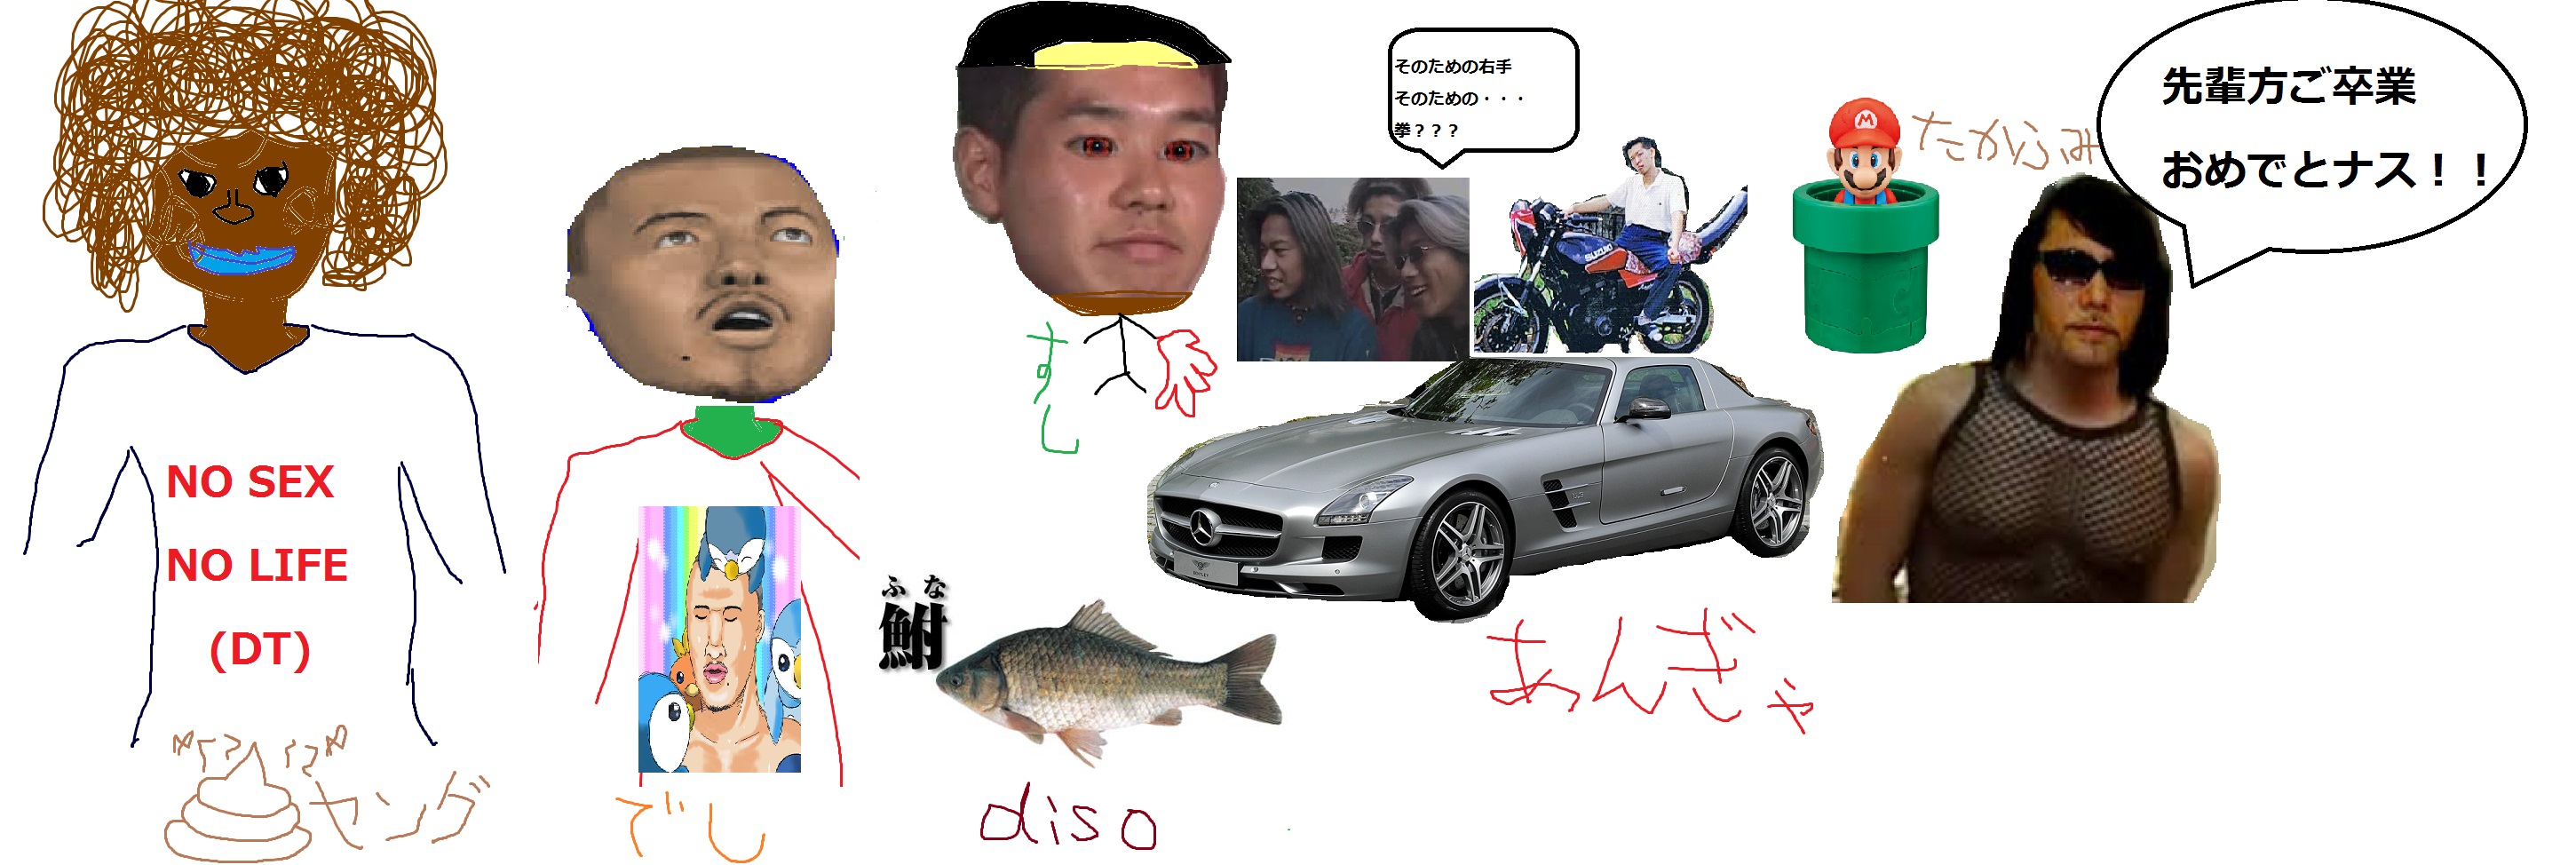 NO SEX
NO LIFE
(DT)
ヤング
でし
すし
ふな
鮒
diso
そのための右手
そのための・・・
拳？？？
SUZUKI
M
たからふみ
あんぎゃ
先輩方ご卒業
おめでとナス！！